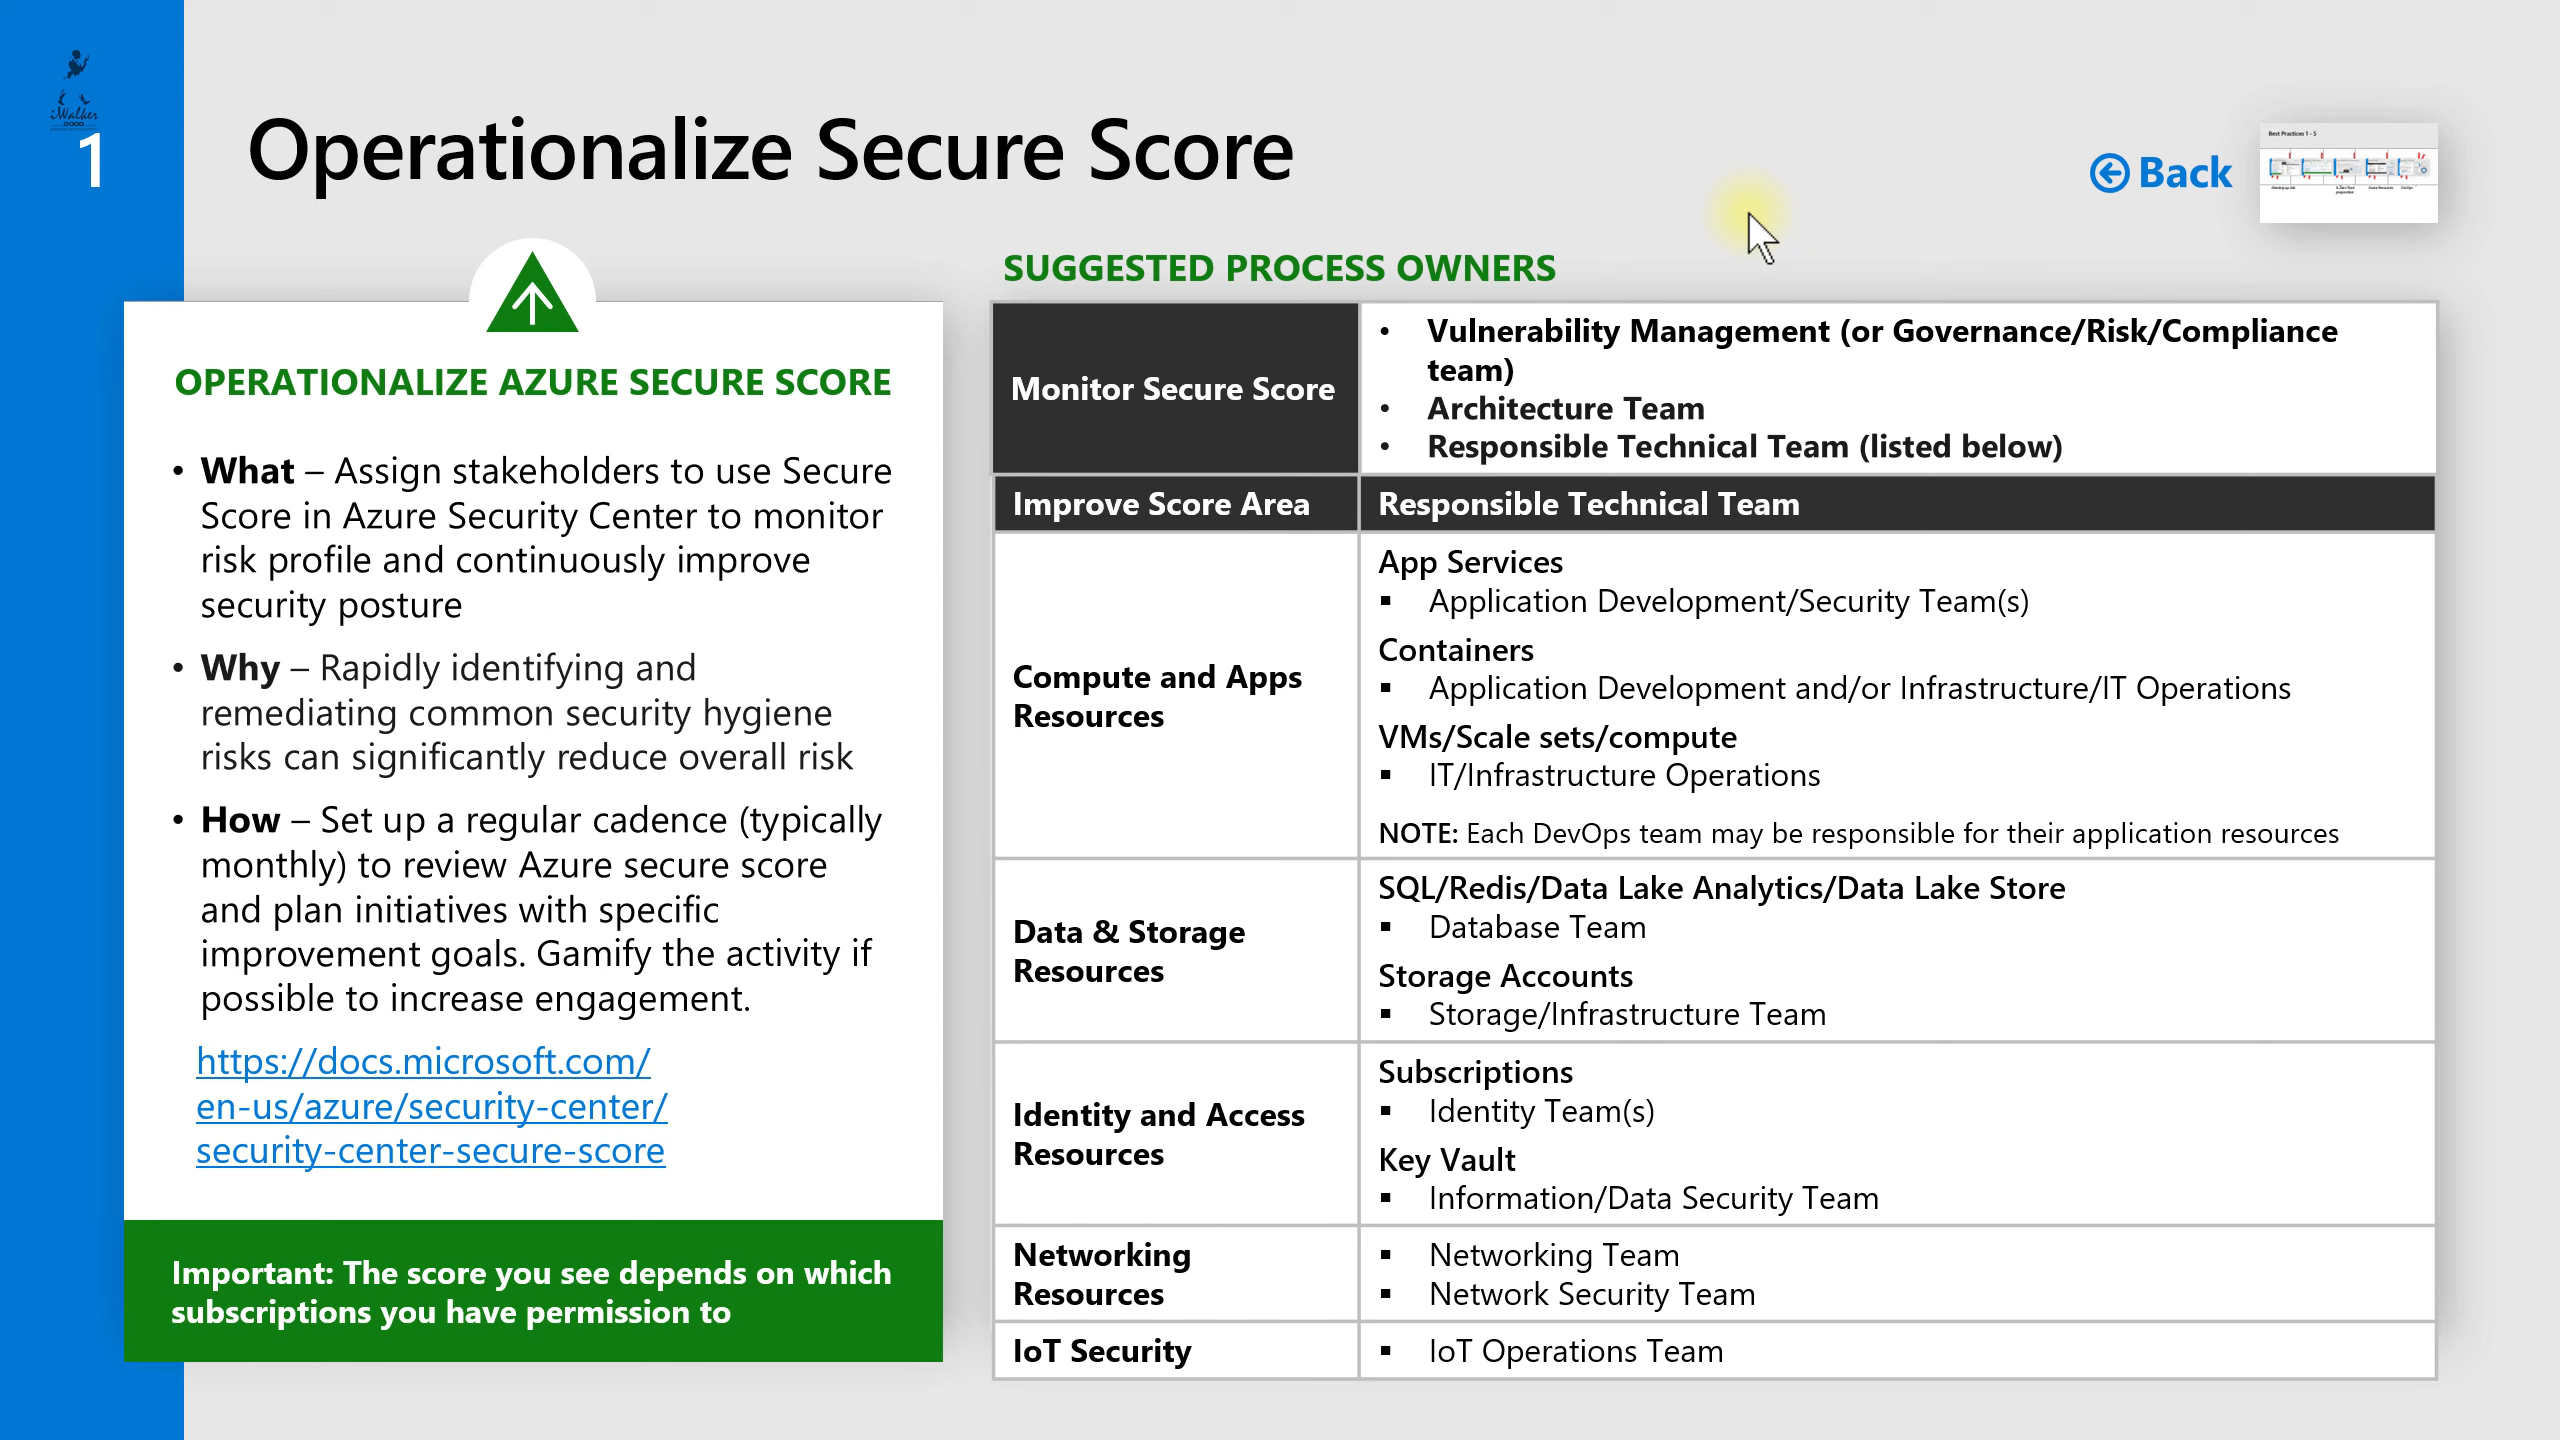 iWalker
2000
1
Operationalize Secure Score
Back
Best Practices 1 - 5
OPERATIONALIZE AZURE SECURE SCORE
• What – Assign stakeholders to use Secure
Score in Azure Security Center to monitor
risk profile and continuously improve
security posture
• Why – Rapidly identifying and
remediating common security hygiene
risks can significantly reduce overall risk
• How – Set up a regular cadence (typically
monthly) to review Azure secure score
and plan initiatives with specific
improvement goals. Gamify the activity if
possible to increase engagement.
https://docs.microsoft.com/
en-us/azure/security-center/
security-center-secure-score
Important: The score you see depends on which
subscriptions you have permission to
SUGGESTED PROCESS OWNERS
Monitor Secure Score
• Vulnerability Management (or Governance/Risk/Compliance
team)
• Architecture Team
• Responsible Technical Team (listed below)
Improve Score Area
Responsible Technical Team
Compute and Apps
Resources
App Services
▪ Application Development/Security Team(s)
Containers
▪ Application Development and/or Infrastructure/IT Operations
VMs/Scale sets/compute
▪ IT/Infrastructure Operations
NOTE: Each DevOps team may be responsible for their application resources
Data & Storage
Resources
SQL/Redis/Data Lake Analytics/Data Lake Store
▪ Database Team
Storage Accounts
▪ Storage/Infrastructure Team
Identity and Access
Resources
Subscriptions
▪ Identity Team(s)
Key Vault
▪ Information/Data Security Team
Networking
Resources
▪ Networking Team
▪ Network Security Team
IoT Security
▪ IoT Operations Team